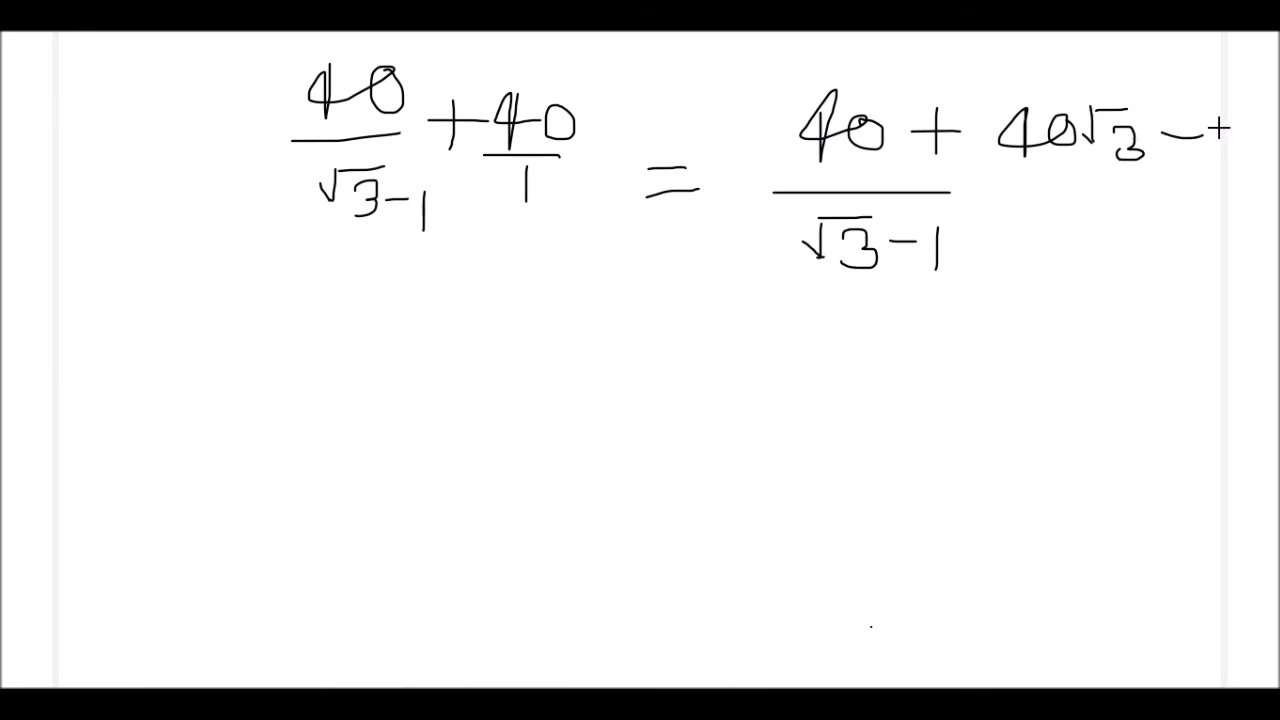 40/(√3-1) + 40/1 = (40 + 40√3 -)/(√3-1)